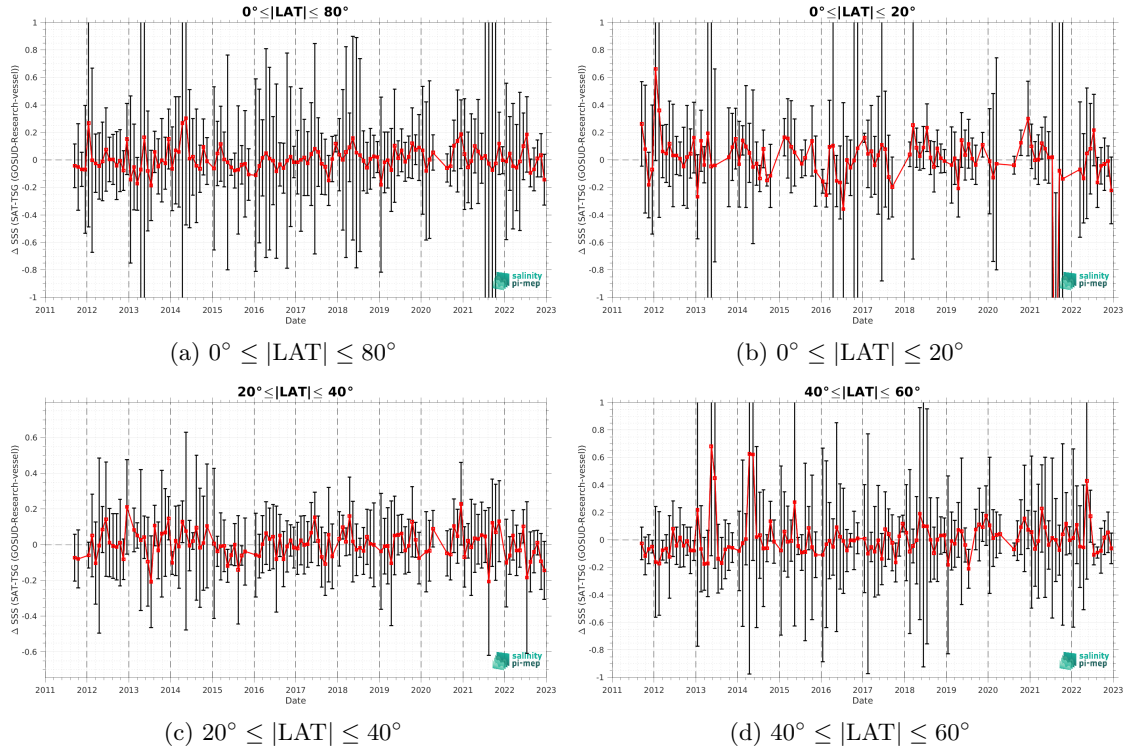 0°≤|LAT|≤ 80°
Δ SSS (SAT-TSG (GOSUD-Research-vessel))
1
0.8
0.6
0.4
0.2
0
-0.2
-0.4
-0.6
-0.8
-1
salinity
pi-mep
2011 2012 2013 2014 2015 2016 2017 2018 2019 2020 2021 2022 2023
Date
(a) 0° ≤ |LAT| ≤ 80°
0°≤|LAT|≤ 20°
Δ SSS (SAT-TSG (GOSUD-Research-vessel))
1
0.8
0.6
0.4
0.2
0
-0.2
-0.4
-0.6
-0.8
-1
salinity
pi-mep
2011 2012 2013 2014 2015 2016 2017 2018 2019 2020 2021 2022 2023
Date
(b) 0° ≤ |LAT| ≤ 20°
20°≤|LAT|≤ 40°
Δ SSS (SAT-TSG (GOSUD-Research-vessel))
0.6
0.4
0.2
0
-0.2
-0.4
-0.6
salinity
pi-mep
2011 2012 2013 2014 2015 2016 2017 2018 2019 2020 2021 2022 2023
Date
(c) 20° ≤ |LAT| ≤ 40°
40°≤|LAT|≤ 60°
Δ SSS (SAT-TSG (GOSUD-Research-vessel))
1
0.8
0.6
0.4
0.2
0
-0.2
-0.4
-0.6
-0.8
-1
salinity
pi-mep
2011 2012 2013 2014 2015 2016 2017 2018 2019 2020 2021 2022 2023
Date
(d) 40° ≤ |LAT| ≤ 60°